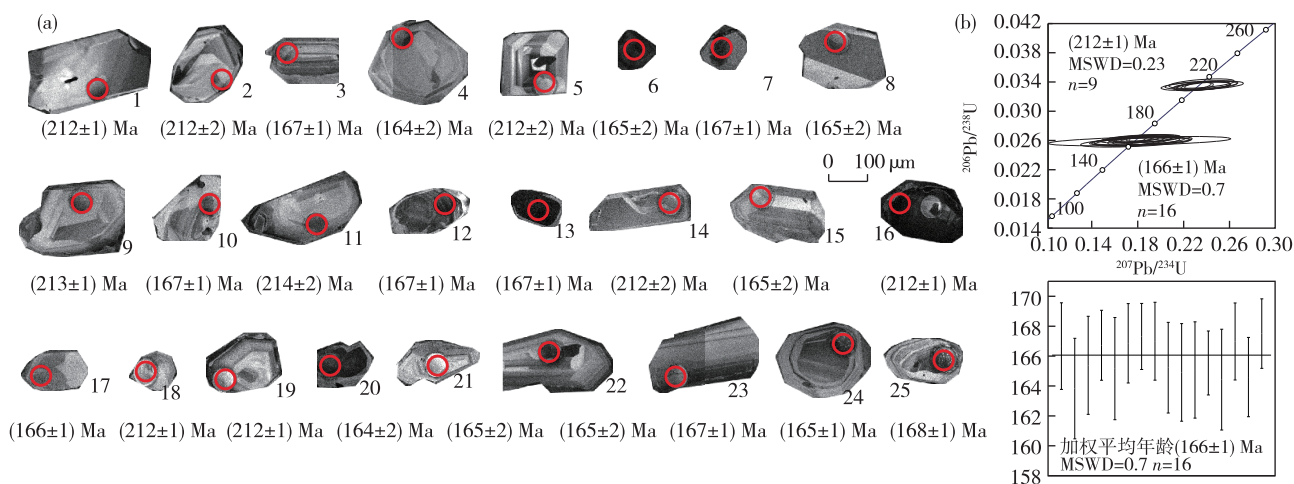 (a)
1 2 3 4 5 6 7 8
(212±1) Ma (212±2) Ma (167±1) Ma (164±2) Ma (212±2) Ma (165±2) Ma (167±1) Ma (165±2) Ma
0 100 μm
9 10 11 12 13 14 15 16
(213±1) Ma (167±1) Ma (214±2) Ma (167±1) Ma (167±1) Ma (212±2) Ma (165±2) Ma (212±1) Ma
17 18 19 20 21 22 23 24 25
(166±1) Ma (212±1) Ma (212±1) Ma (164±2) Ma (165±2) Ma (165±2) Ma (167±1) Ma (165±1) Ma (168±1) Ma
(b)
0.042
0.038
0.034
0.030
0.026
0.022
0.018
0.014
²⁰⁶Pb/²³⁸U
260
220
180
140
100
(212±1) Ma
MSWD=0.23
n=9
(166±1) Ma
MSWD=0.7
n=16
0.10 0.14 0.18 0.22 0.26 0.30
²⁰⁷Pb/²³⁴U
170
168
166
164
162
160
158
加权平均年龄(166±1) Ma
MSWD=0.7 n=16